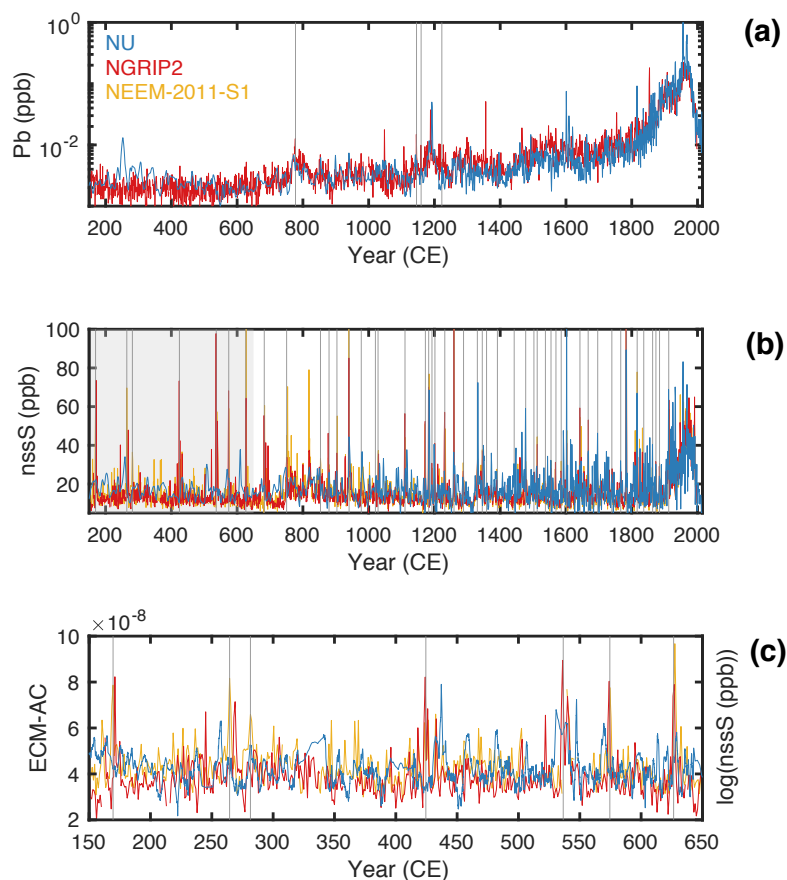 (a)
10^0
NU
NGRIP2
NEEM-2011-S1
Pb (ppb)
10^-2
200 400 600 800 1000 1200 1400 1600 1800 2000
Year (CE)
(b)
100
80
60
40
20
nssS (ppb)
200 400 600 800 1000 1200 1400 1600 1800 2000
Year (CE)
(c)
× 10^-8
10
8
6
4
2
ECM-AC
log(nssS (ppb))
150 200 250 300 350 400 450 500 550 600 650
Year (CE)